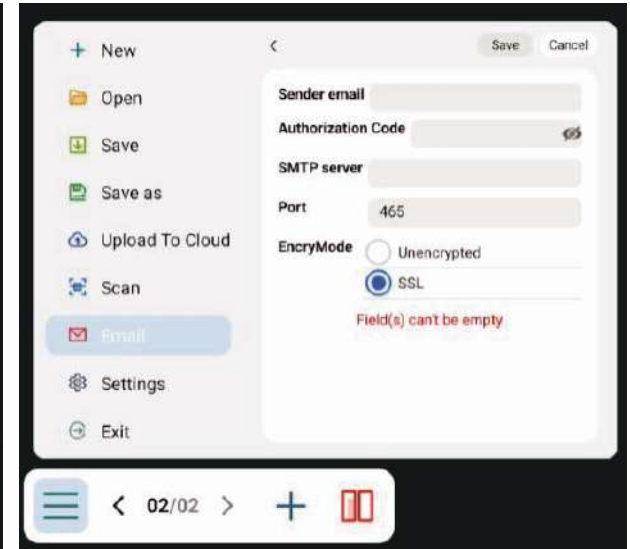 New
Open
Save
Save as
Upload To Cloud
Scan
Email
Settings
Exit
Save Cancel
Sender email
Authorization Code
SMTP server
Port 465
EncryMode Unencrypted
SSL
Field(s) can't be empty
02/02